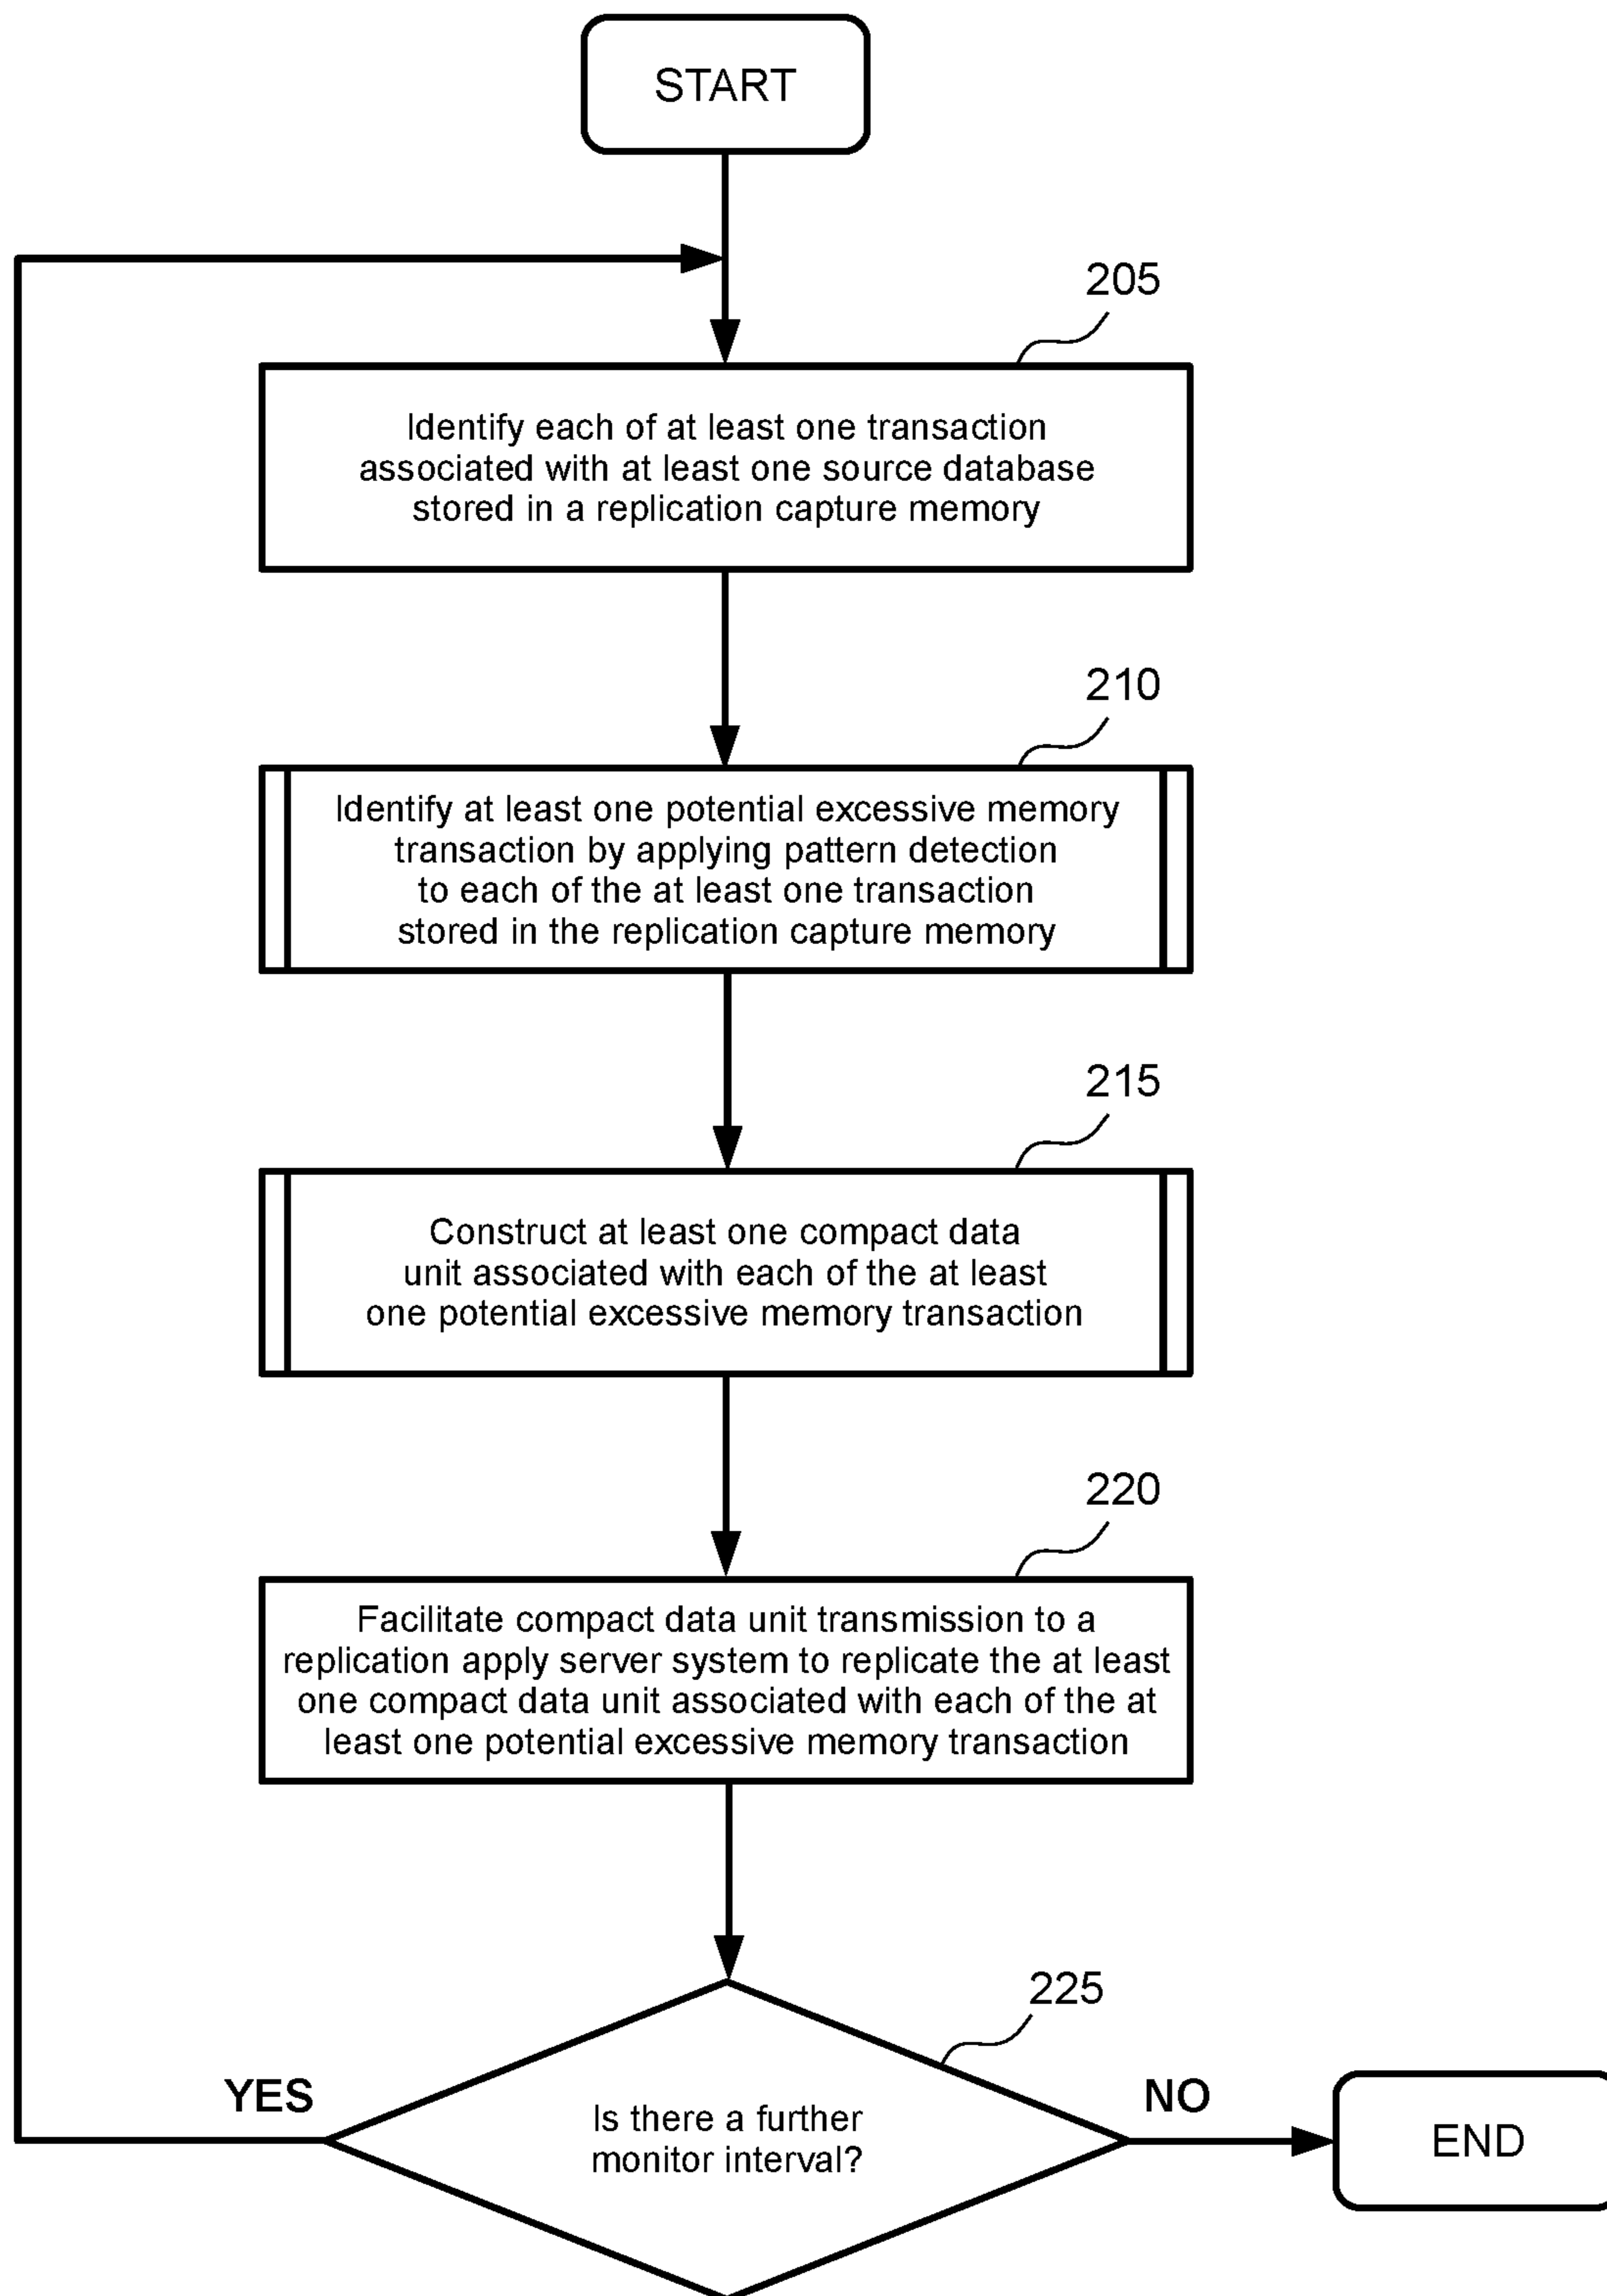 START
205
Identify each of at least one transaction
associated with at least one source database
stored in a replication capture memory
210
Identify at least one potential excessive memory
transaction by applying pattern detection
to each of the at least one transaction
stored in the replication capture memory
215
Construct at least one compact data
unit associated with each of the at least
one potential excessive memory transaction
220
Facilitate compact data unit transmission to a
replication apply server system to replicate the at least
one compact data unit associated with each of the at
least one potential excessive memory transaction
225
YES
Is there a further
monitor interval?
NO
END